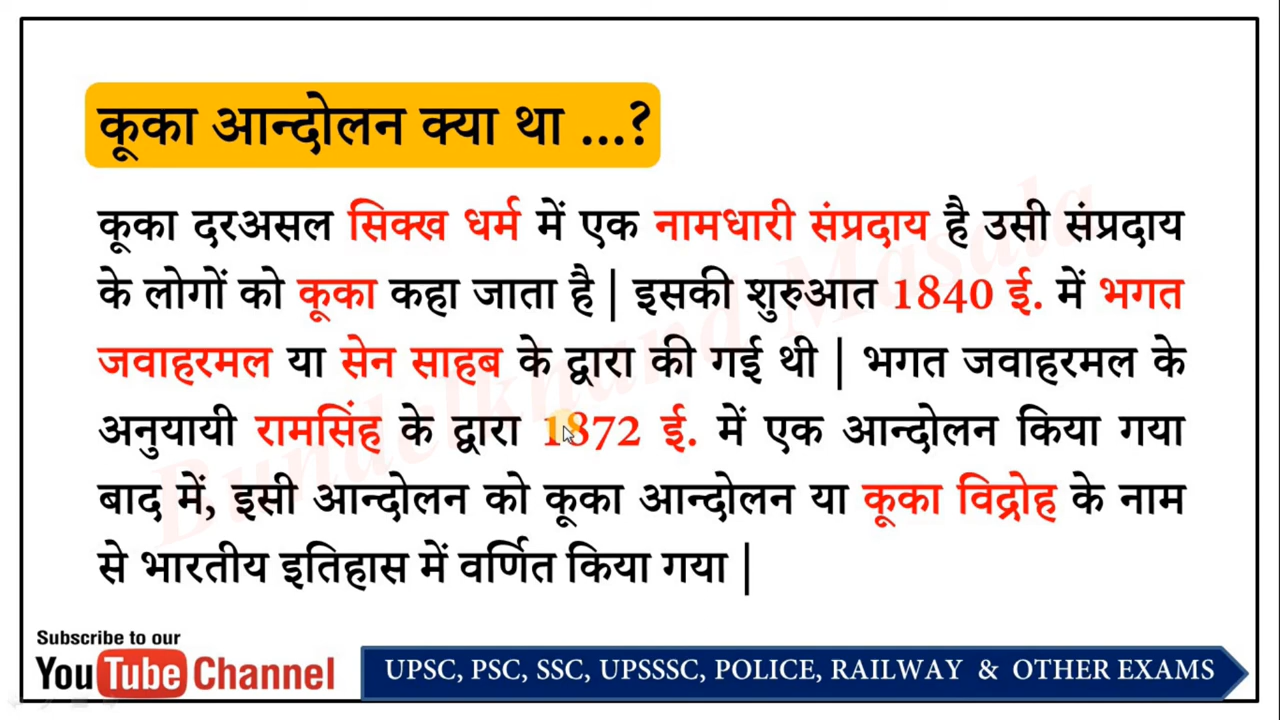 कूका आन्दोलन क्या था ...?
कूका दरअसल सिक्ख धर्म में एक नामधारी संप्रदाय है उसी संप्रदाय
के लोगों को कूका कहा जाता है | इसकी शुरुआत 1840 ई. में भगत
जवाहरमल या सेन साहब के द्वारा की गई थी | भगत जवाहरमल के
अनुयायी रामसिंह के द्वारा 1872 ई. में एक आन्दोलन किया गया
बाद में, इसी आन्दोलन को कूका आन्दोलन या कूका विद्रोह के नाम
से भारतीय इतिहास में वर्णित किया गया |
Bundelkhand Masala
Subscribe to our
YouTube Channel
UPSC, PSC, SSC, UPSSSC, POLICE, RAILWAY & OTHER EXAMS